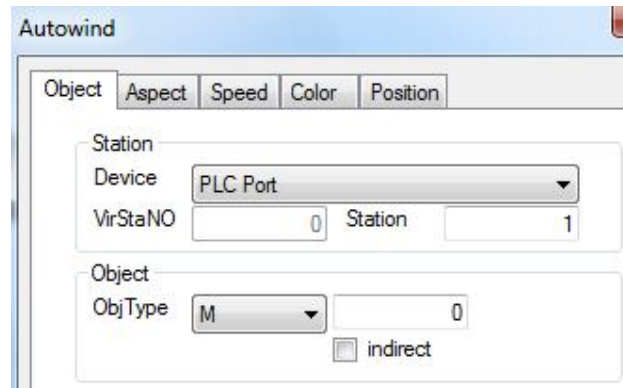 Autowind
Object Aspect Speed Color Position
Station
Device PLC Port
VirStaNO 0 Station 1
Object
ObjType M 0
indirect